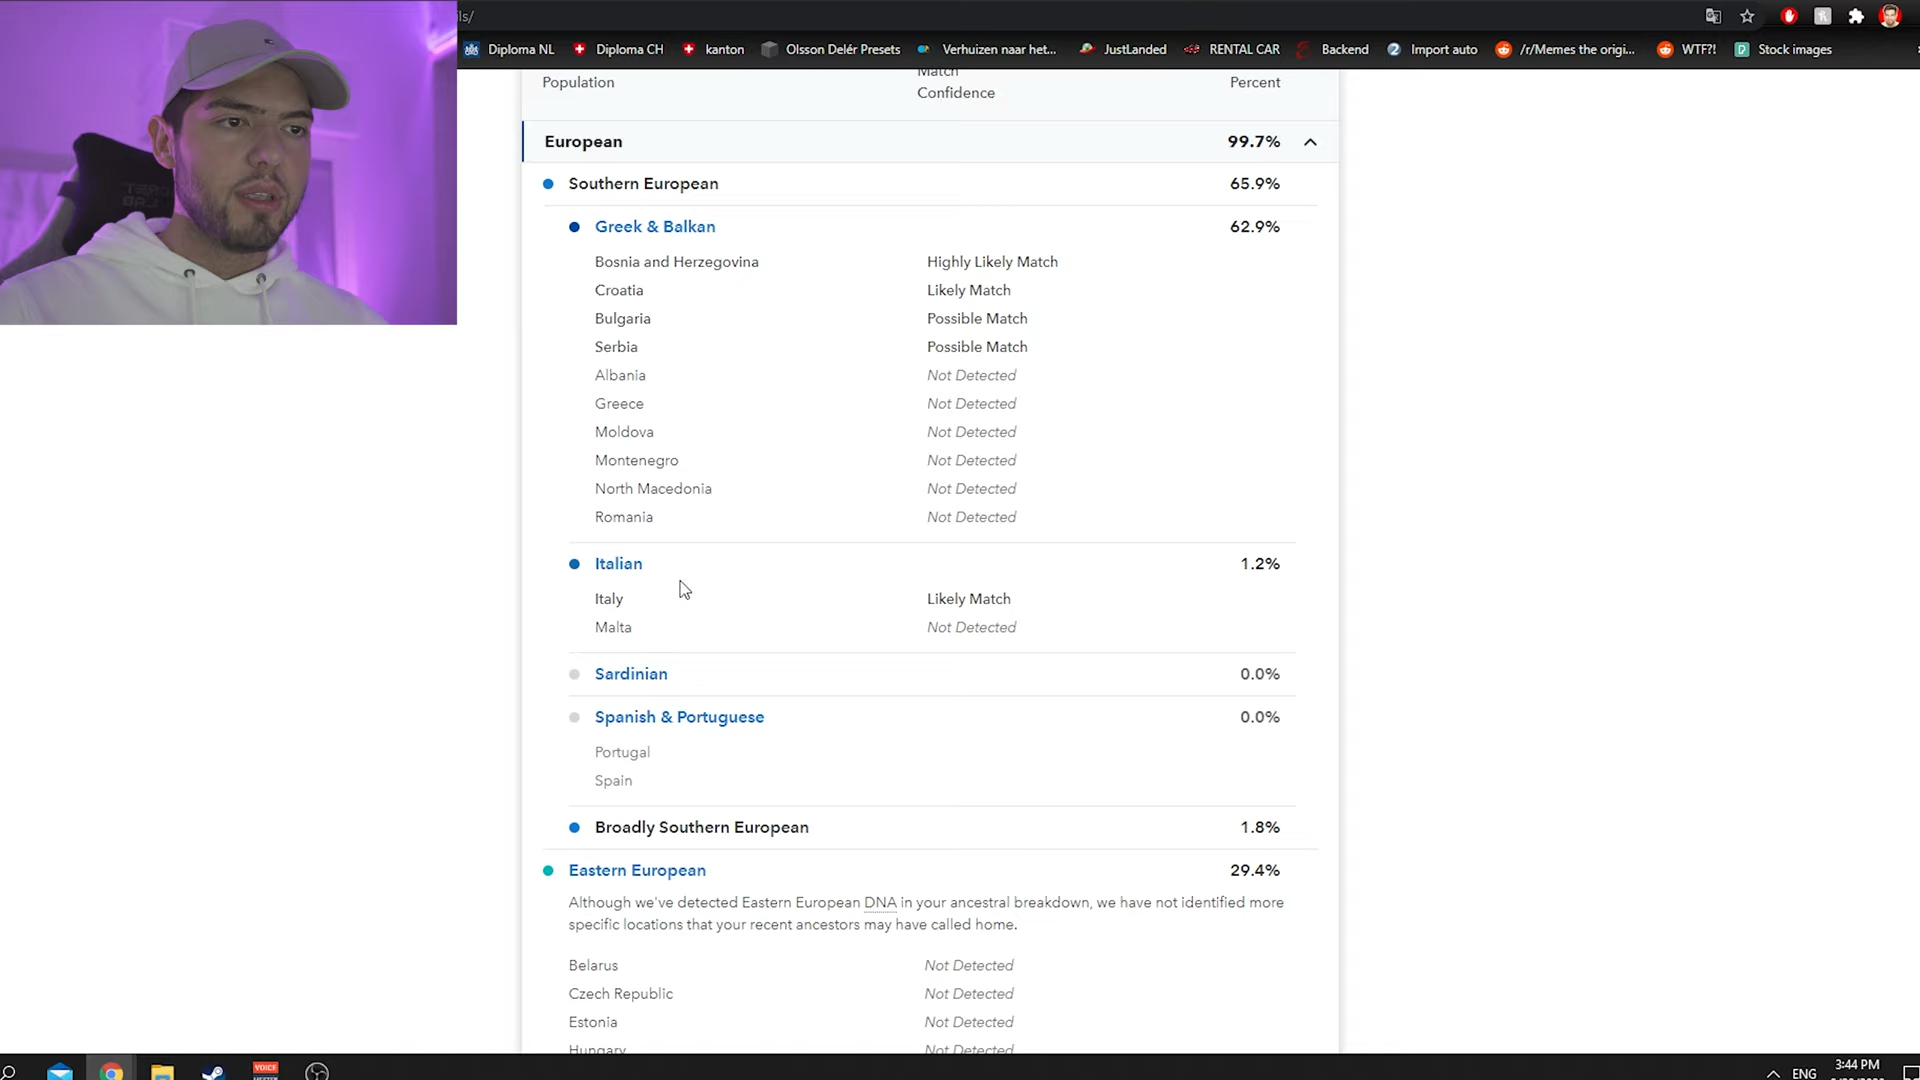 ils/
Diploma NL Diploma CH kanton Olsson Delér Presets Verhuizen naar het... JustLanded RENTAL CAR Backend Import auto /r/Memes the origi... WTF?! Stock images
Population Match Confidence Percent
European 99.7%
Southern European 65.9%
Greek & Balkan 62.9%
Bosnia and Herzegovina Highly Likely Match
Croatia Likely Match
Bulgaria Possible Match
Serbia Possible Match
Albania Not Detected
Greece Not Detected
Moldova Not Detected
Montenegro Not Detected
North Macedonia Not Detected
Romania Not Detected
Italian 1.2%
Italy Likely Match
Malta Not Detected
Sardinian 0.0%
Spanish & Portuguese 0.0%
Portugal
Spain
Broadly Southern European 1.8%
Eastern European 29.4%
Although we've detected Eastern European DNA in your ancestral breakdown, we have not identified more
specific locations that your recent ancestors may have called home.
Belarus Not Detected
Czech Republic Not Detected
Estonia Not Detected
Hungary Not Detected
VOICE
ENG 3:44 PM